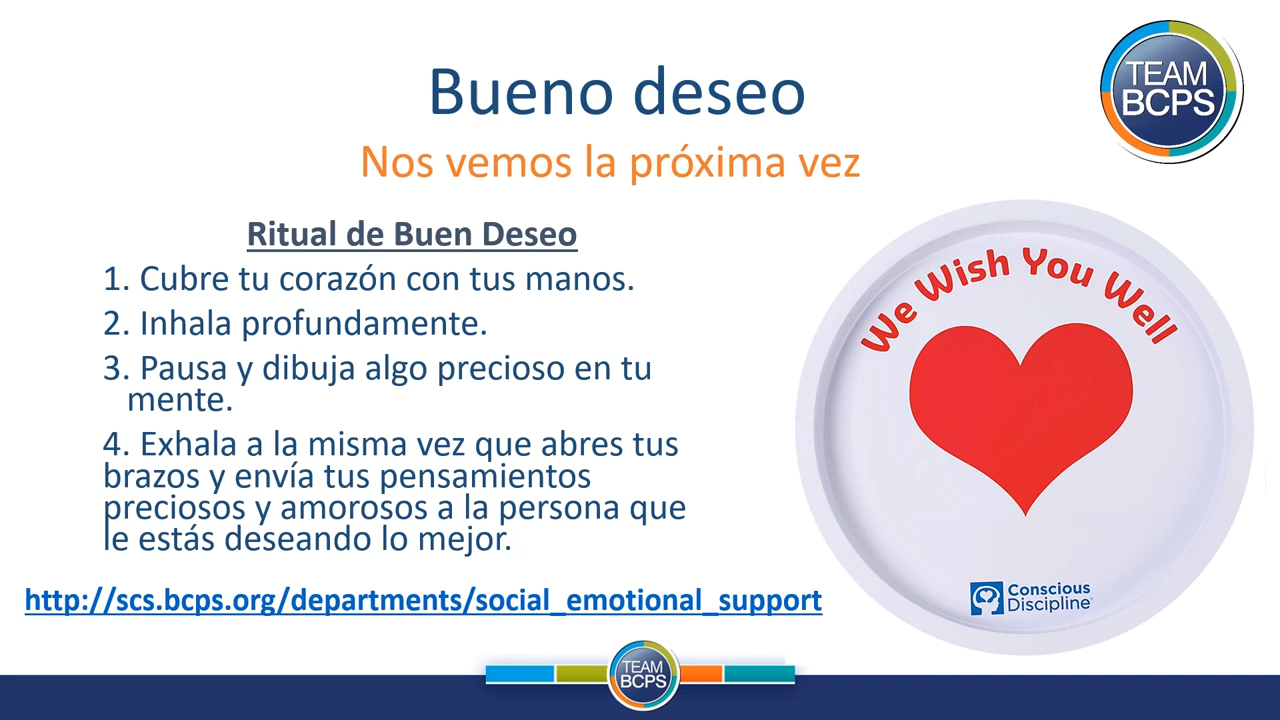 Bueno deseo
TEAM
BCPS
Nos vemos la próxima vez
Ritual de Buen Deseo
1. Cubre tu corazón con tus manos.
2. Inhala profundamente.
3. Pausa y dibuja algo precioso en tu
mente.
4. Exhala a la misma vez que abres tus
brazos y envía tus pensamientos
preciosos y amorosos a la persona que
le estás deseando lo mejor.
We Wish You Well
Conscious
Discipline
http://scs.bcps.org/departments/social_emotional_support
TEAM
BCPS